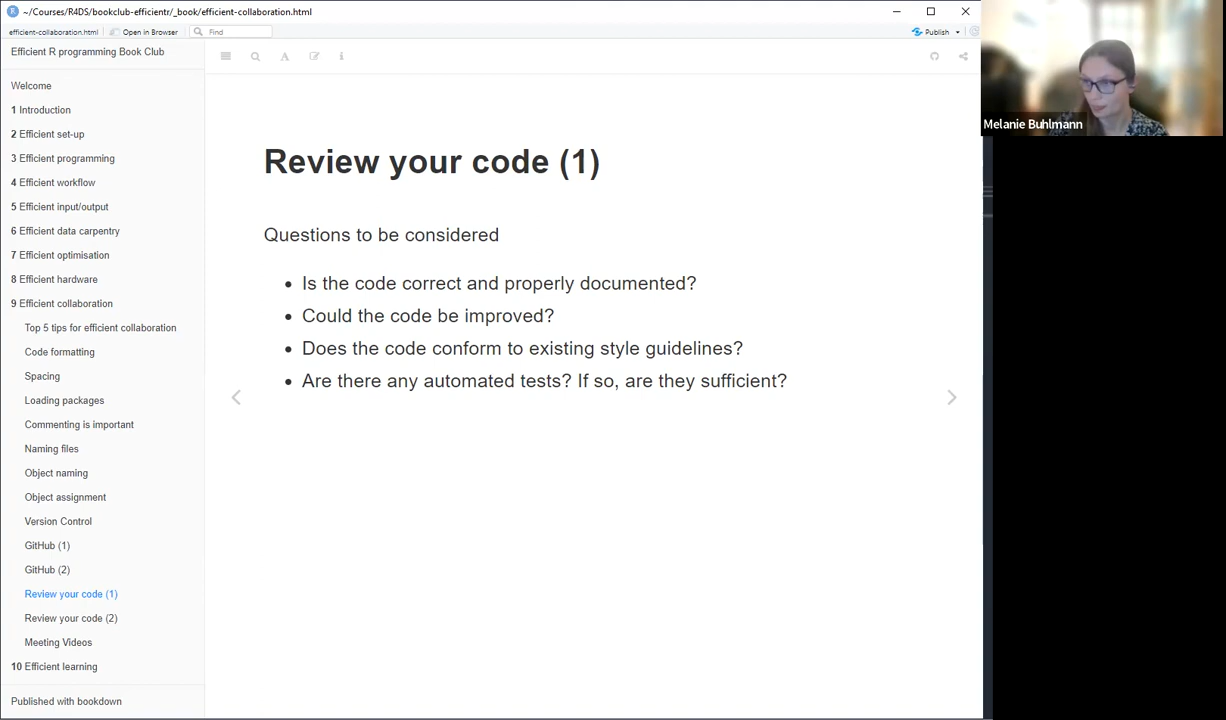 ~/Courses/R4DS/bookclub-efficientr/_book/efficient-collaboration.html
efficient-collaboration.html
Open in Browser
Find
Publish
Efficient R programming Book Club
Welcome
1 Introduction
2 Efficient set-up
3 Efficient programming
4 Efficient workflow
5 Efficient input/output
6 Efficient data carpentry
7 Efficient optimisation
8 Efficient hardware
9 Efficient collaboration
Top 5 tips for efficient collaboration
Code formatting
Spacing
Loading packages
Commenting is important
Naming files
Object naming
Object assignment
Version Control
GitHub (1)
GitHub (2)
Review your code (1)
Review your code (2)
Meeting Videos
10 Efficient learning
Published with bookdown
Review your code (1)
Questions to be considered
• Is the code correct and properly documented?
• Could the code be improved?
• Does the code conform to existing style guidelines?
• Are there any automated tests? If so, are they sufficient?
Melanie Buhlmann